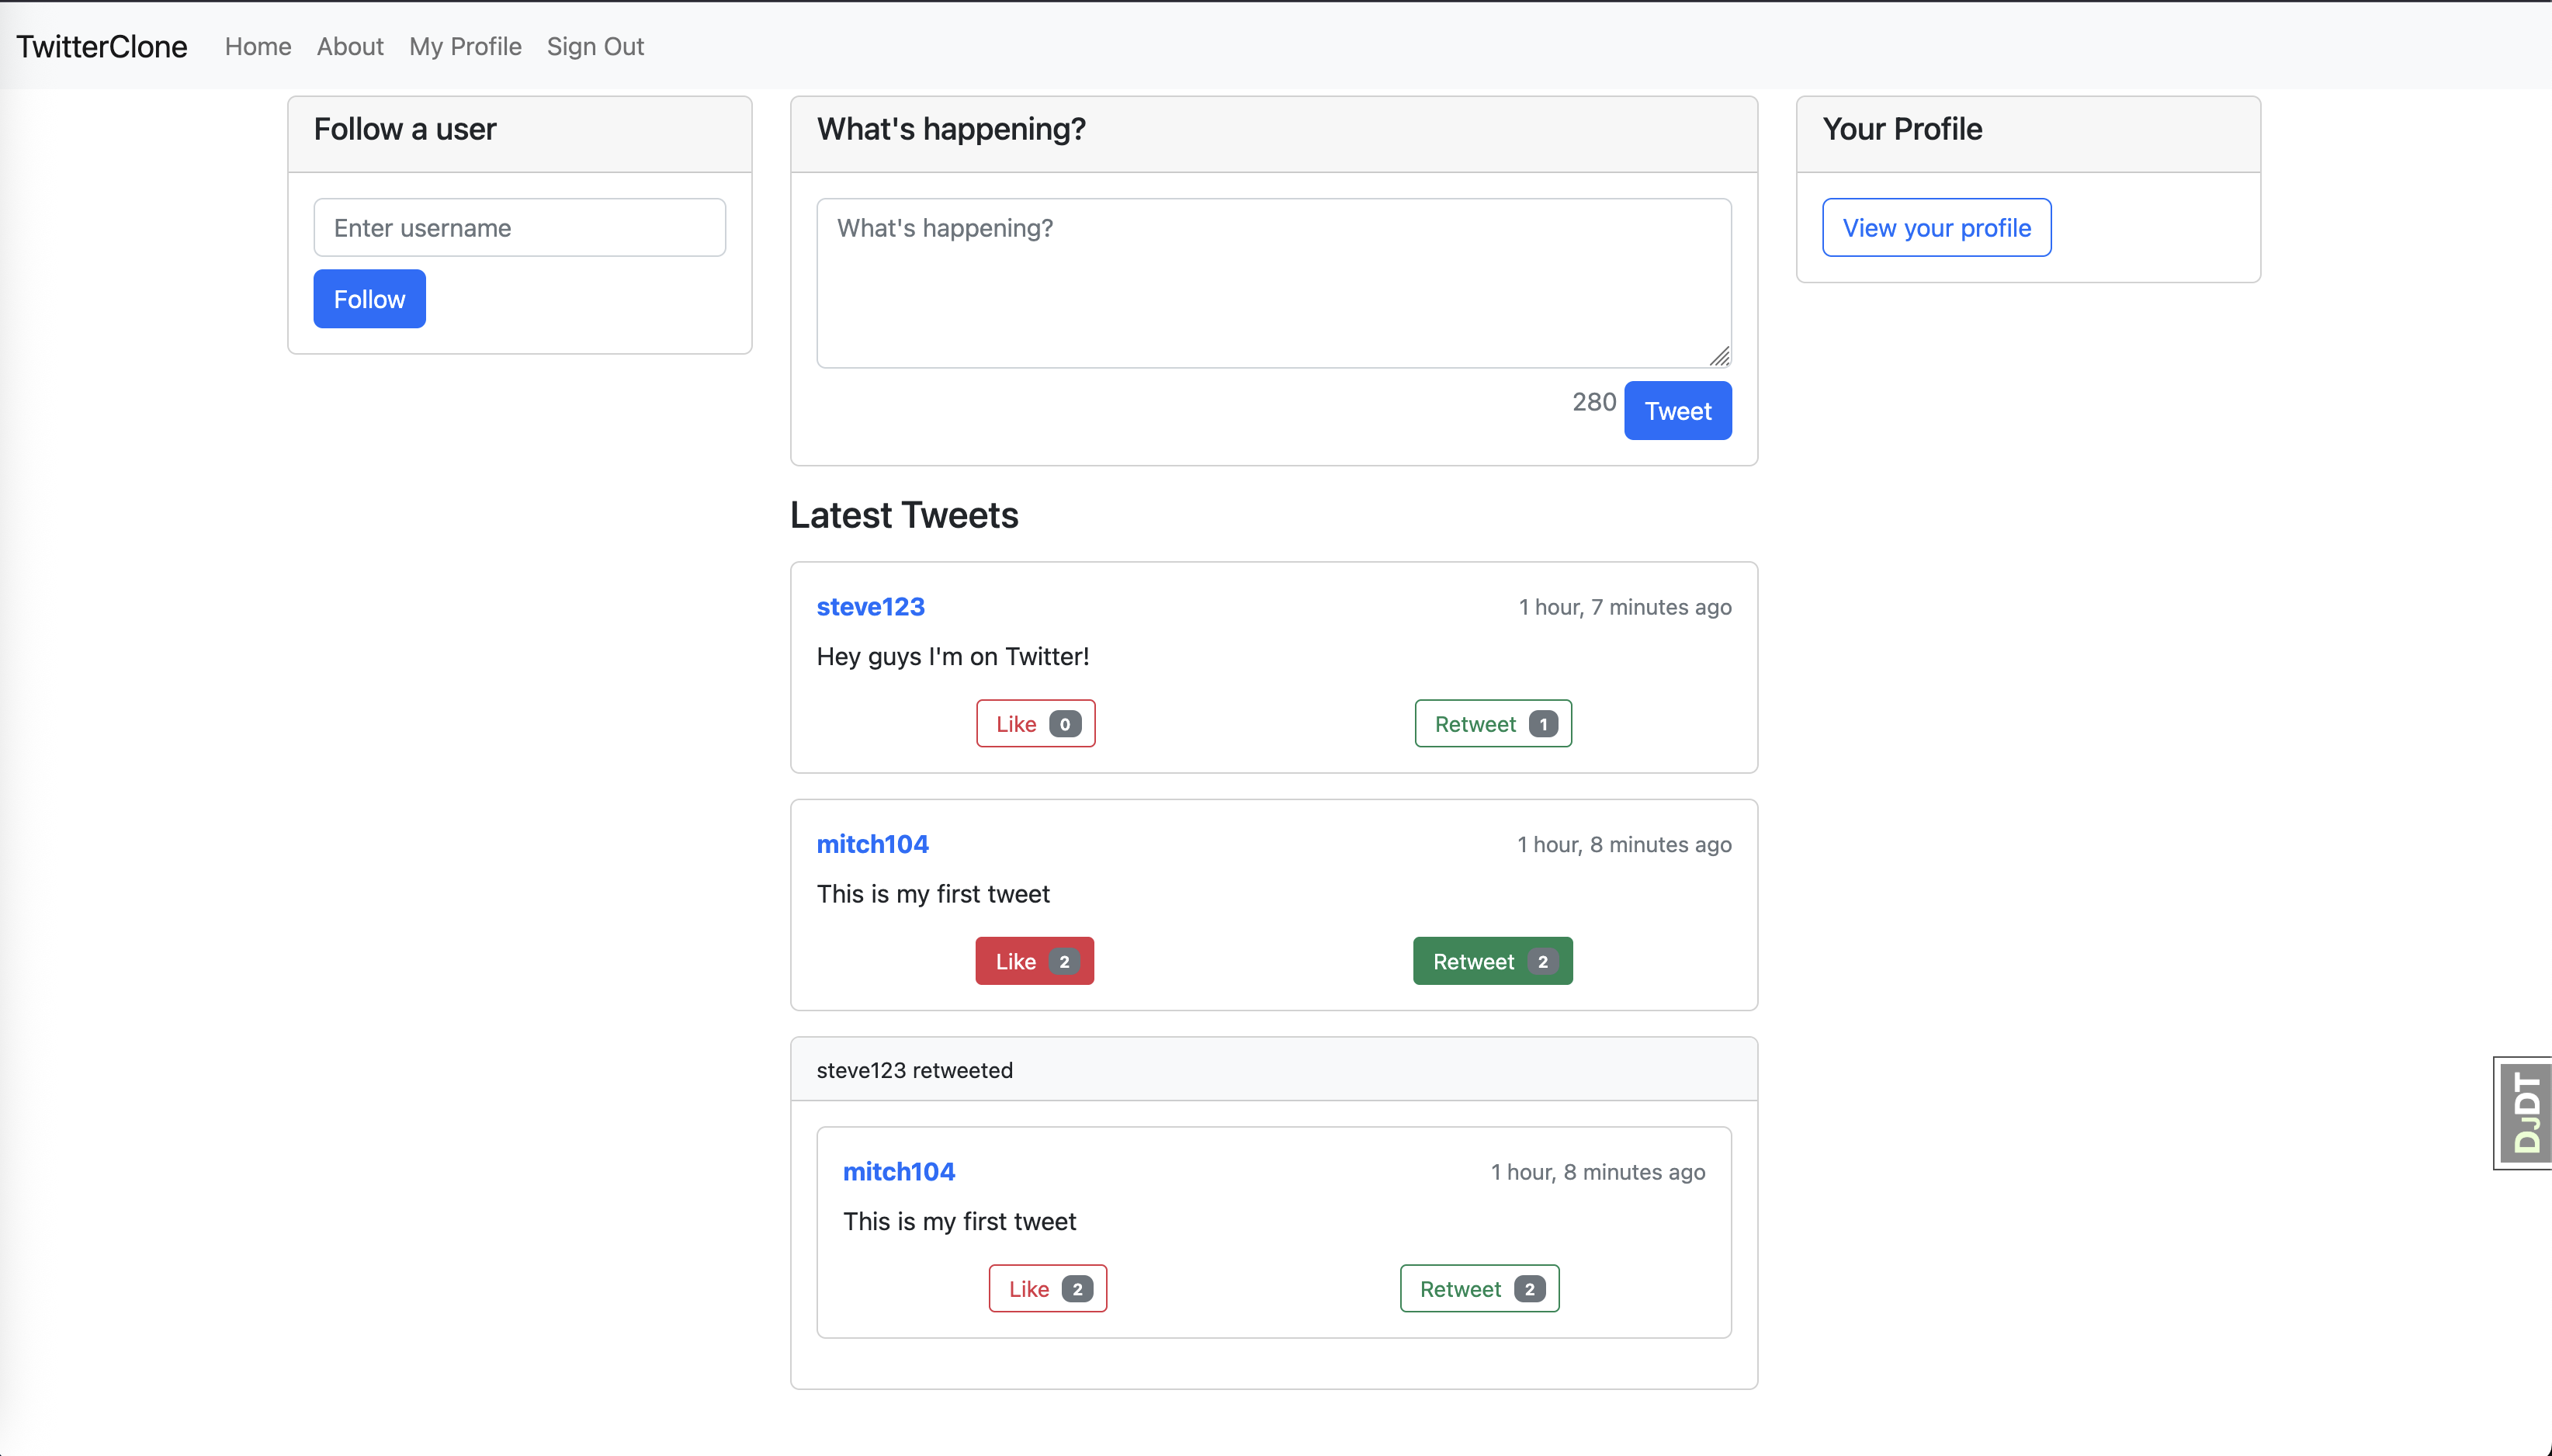 TwitterClone Home About My Profile Sign Out
Follow a user
Enter username
Follow
What's happening?
What's happening?
280 Tweet
Your Profile
View your profile
Latest Tweets
steve123 1 hour, 7 minutes ago
Hey guys I'm on Twitter!
Like 0 Retweet 1
mitch104 1 hour, 8 minutes ago
This is my first tweet
Like 2 Retweet 2
steve123 retweeted
mitch104 1 hour, 8 minutes ago
This is my first tweet
Like 2 Retweet 2
DJDT